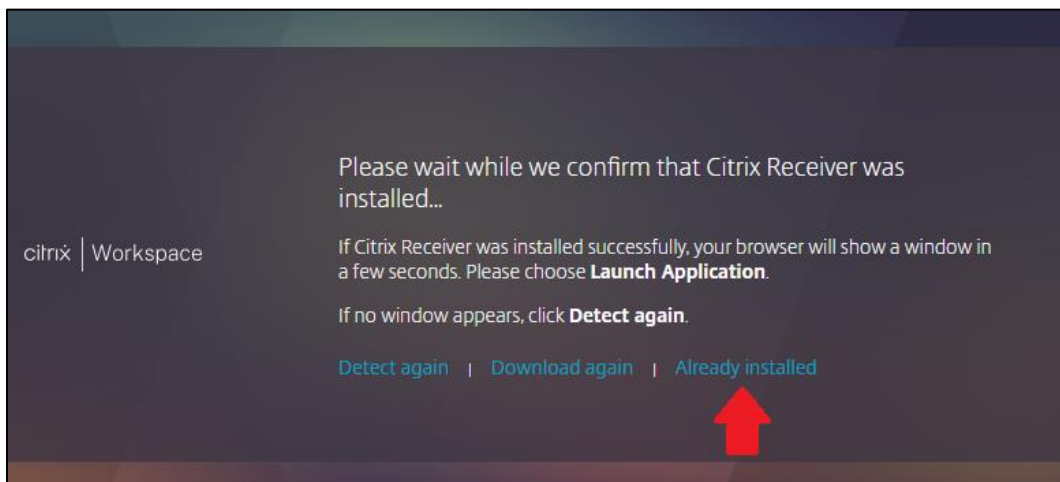 Please wait while we confirm that Citrix Receiver was
installed...
citrix | Workspace
If Citrix Receiver was installed successfully, your browser will show a window in
a few seconds. Please choose Launch Application.
If no window appears, click Detect again.
Detect again | Download again | Already installed